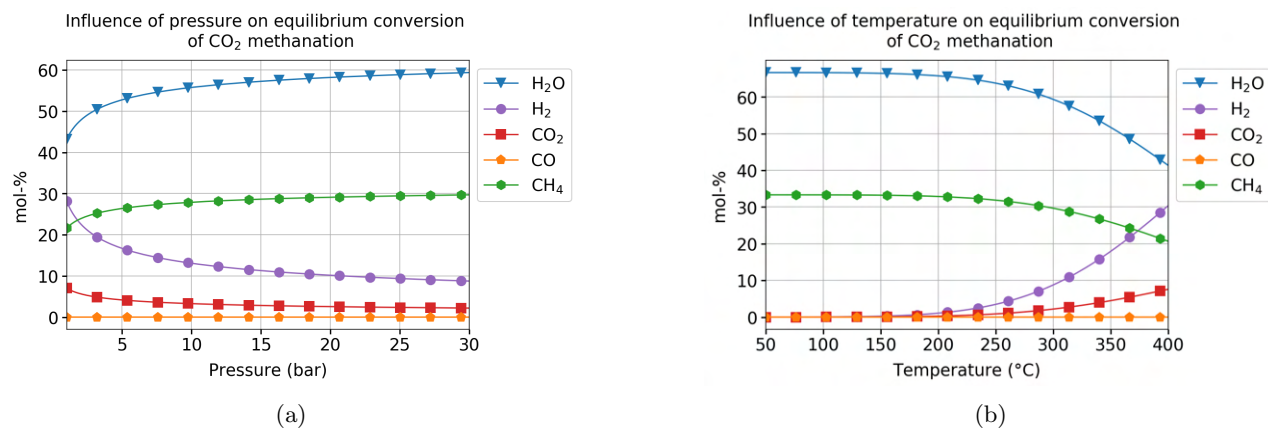 Influence of pressure on equilibrium conversion
of CO₂ methanation
60
50
40
30
20
10
0
mol-%
5
10
15
20
25
30
Pressure (bar)
H₂O
H₂
CO₂
CO
CH₄
(a)
Influence of temperature on equilibrium conversion
of CO₂ methanation
60
50
40
30
20
10
0
mol-%
50
100
150
200
250
300
350
400
Temperature (°C)
H₂O
H₂
CO₂
CO
CH₄
(b)